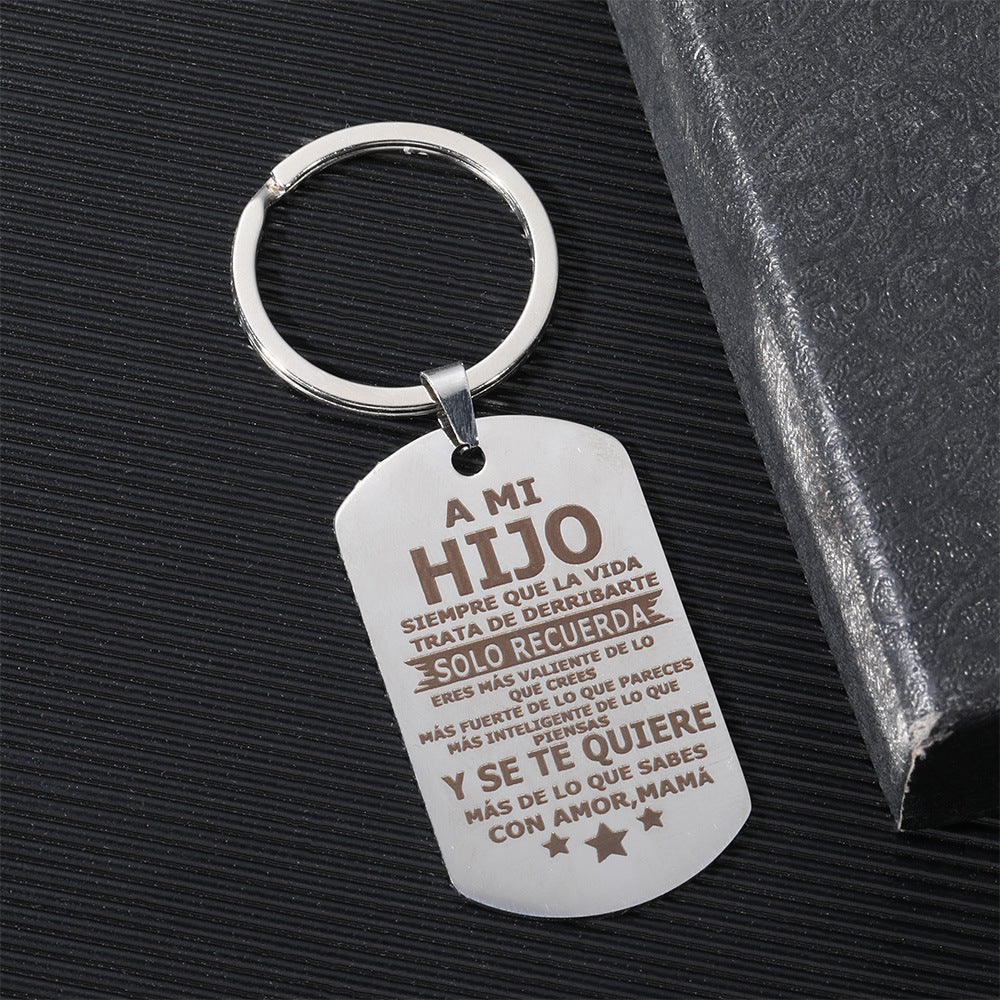 A MI
HIJO
SIEMPRE QUE LA VIDA
TRATA DE DERRIBARTE
SOLO RECUERDA
ERES MÁS VALIENTE DE LO
QUE CREES
MÁS FUERTE DE LO QUE PARECES
MÁS INTELIGENTE DE LO QUE
PIENSAS
Y SE TE QUIERE
MÁS DE LO QUE SABES
CON AMOR,MAMÁ